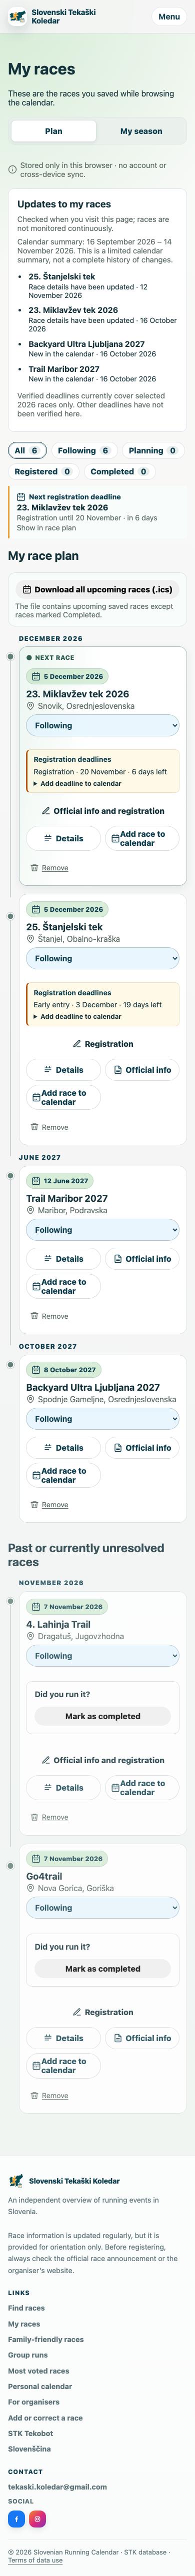 Slovenski Tekaški
Koledar
Menu
My races
These are the races you saved while browsing
the calendar.
Plan
My season
Stored only in this browser · no account or
cross-device sync.
Updates to my races
Checked when you visit this page; races are
not monitored continuously.
Calendar summary: 16 September 2026 – 14
November 2026. This is a limited calendar
summary, not a complete history of changes.
25. Štanjelski tek
Race details have been updated · 12
November 2026
23. Miklavžev tek 2026
Race details have been updated · 16 October
2026
Backyard Ultra Ljubljana 2027
New in the calendar · 16 October 2026
Trail Maribor 2027
New in the calendar · 16 October 2026
Verified deadlines currently cover selected
2026 races only. Other deadlines have not
been verified here.
All 6
Following 6
Planning 0
Registered 0
Completed 0
Next registration deadline
23. Miklavžev tek 2026
Registration until 20 November · in 6 days
Show in race plan
My race plan
Download all upcoming races (.ics)
The file contains upcoming saved races except
races marked Completed.
DECEMBER 2026
NEXT RACE
5 December 2026
23. Miklavžev tek 2026
Snovik, Osrednjeslovenska
Following
Registration deadlines
Registration · 20 November · 6 days left
Add deadline to calendar
Official info and registration
Details
Add race to
calendar
Remove
5 December 2026
25. Štanjelski tek
Štanjel, Obalno-kraška
Following
Registration deadlines
Early entry · 3 December · 19 days left
Add deadline to calendar
Registration
Details
Official info
Add race to
calendar
Remove
JUNE 2027
12 June 2027
Trail Maribor 2027
Maribor, Podravska
Following
Details
Official info
Add race to
calendar
Remove
OCTOBER 2027
8 October 2027
Backyard Ultra Ljubljana 2027
Spodnje Gameljne, Osrednjeslovenska
Following
Details
Official info
Add race to
calendar
Remove
Past or currently unresolved
races
NOVEMBER 2026
7 November 2026
4. Lahinja Trail
Dragatuš, Jugovzhodna
Following
Did you run it?
Mark as completed
Official info and registration
Details
Add race to
calendar
Remove
7 November 2026
Go4trail
Nova Gorica, Goriška
Following
Did you run it?
Mark as completed
Registration
Details
Official info
Add race to
calendar
Remove
Slovenski Tekaški Koledar
An independent overview of running events in
Slovenia.
Race information is updated regularly, but it is
provided for orientation only. Before registering,
always check the official race announcement or the
organiser's website.
LINKS
Find races
My races
Family-friendly races
Group runs
Most voted races
Personal calendar
For organisers
Add or correct a race
STK Tekobot
Slovenščina
CONTACT
tekaski.koledar@gmail.com
SOCIAL
© 2026 Slovenian Running Calendar · STK database ·
Terms of data use